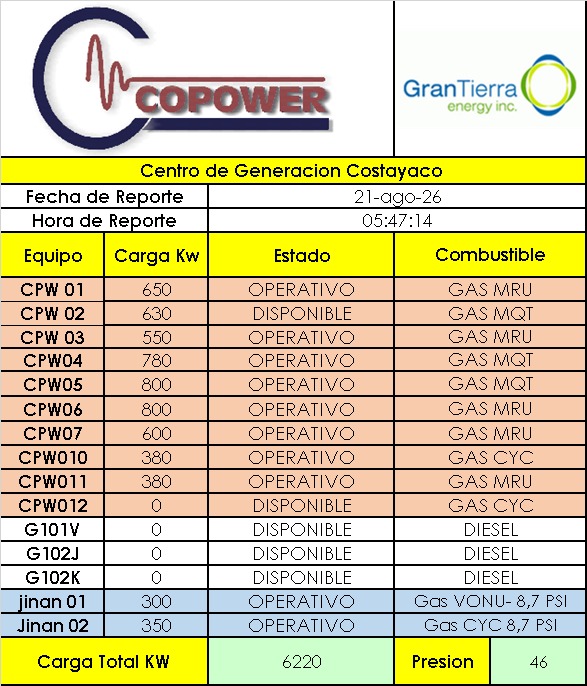 COPOWER
GranTierra
energy inc.
Centro de Generacion Costayaco
Fecha de Reporte 21-ago-26
Hora de Reporte 05:47:14
Equipo Carga Kw Estado Combustible
CPW 01 650 OPERATIVO GAS MRU
CPW 02 630 DISPONIBLE GAS MQT
CPW 03 550 OPERATIVO GAS MRU
CPW04 780 OPERATIVO GAS MQT
CPW05 800 OPERATIVO GAS MQT
CPW06 800 OPERATIVO GAS MRU
CPW07 600 OPERATIVO GAS MRU
CPW010 380 OPERATIVO GAS CYC
CPW011 380 OPERATIVO GAS MRU
CPW012 0 DISPONIBLE GAS CYC
G101V 0 DISPONIBLE DIESEL
G102J 0 DISPONIBLE DIESEL
G102K 0 DISPONIBLE DIESEL
jinan 01 300 OPERATIVO Gas VONU- 8,7 PSI
Jinan 02 350 OPERATIVO Gas CYC 8,7 PSI
Carga Total KW 6220 Presion 46